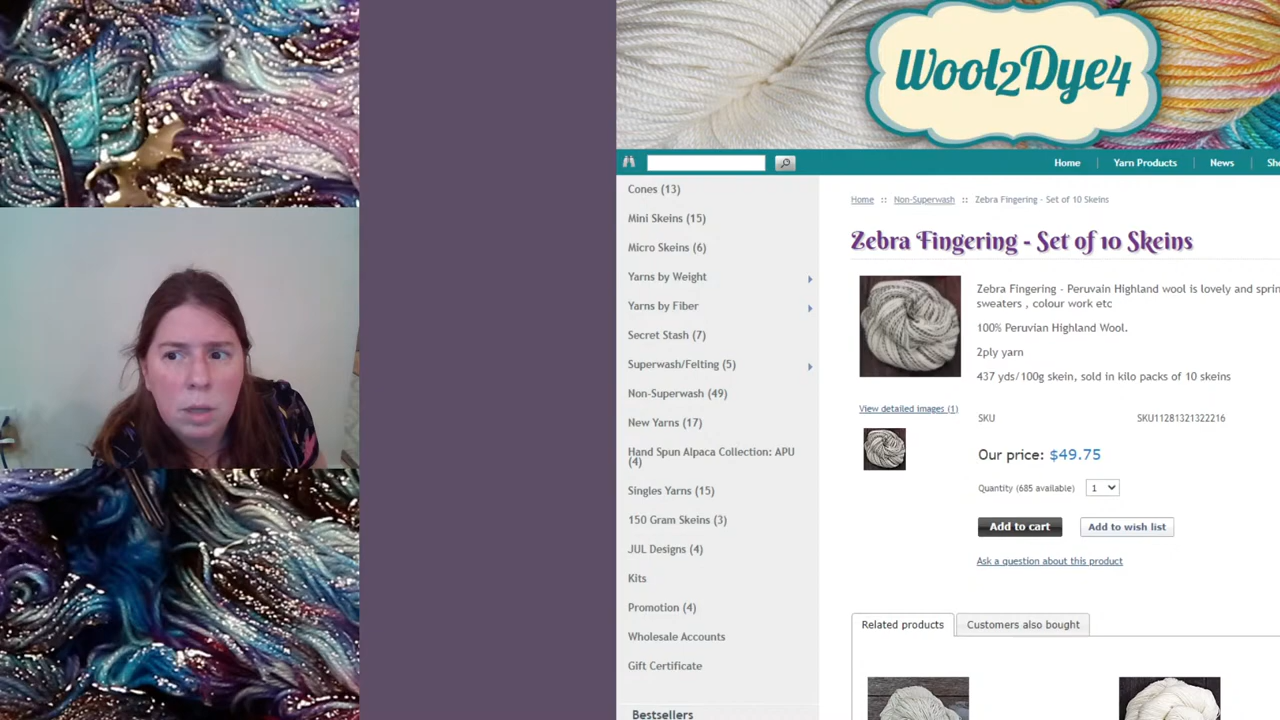 Wool2Dye4
Home | Yarn Products | News |
Cones (13)
Mini Skeins (15)
Micro Skeins (6)
Yarns by Weight
Yarns by Fiber
Secret Stash (7)
Superwash/Felting (5)
Non-Superwash (49)
New Yarns (17)
Hand Spun Alpaca Collection: APU
(4)
Singles Yarns (15)
150 Gram Skeins (3)
JUL Designs (4)
Kits
Promotion (4)
Wholesale Accounts
Gift Certificate
Bestsellers
Home :: Non-Superwash :: Zebra Fingering - Set of 10 Skeins
Zebra Fingering - Set of 10 Skeins
Zebra Fingering - Peruvain Highland wool is lovely and
sweaters , colour work etc
100% Peruvian Highland Wool.
2ply yarn
437 yds/100g skein, sold in kilo packs of 10 skeins
View detailed images (1)
SKU SKU11281321322216
Our price: $49.75
Quantity (685 available) 1
Add to cart Add to wish list
Ask a question about this product
Related products Customers also bought